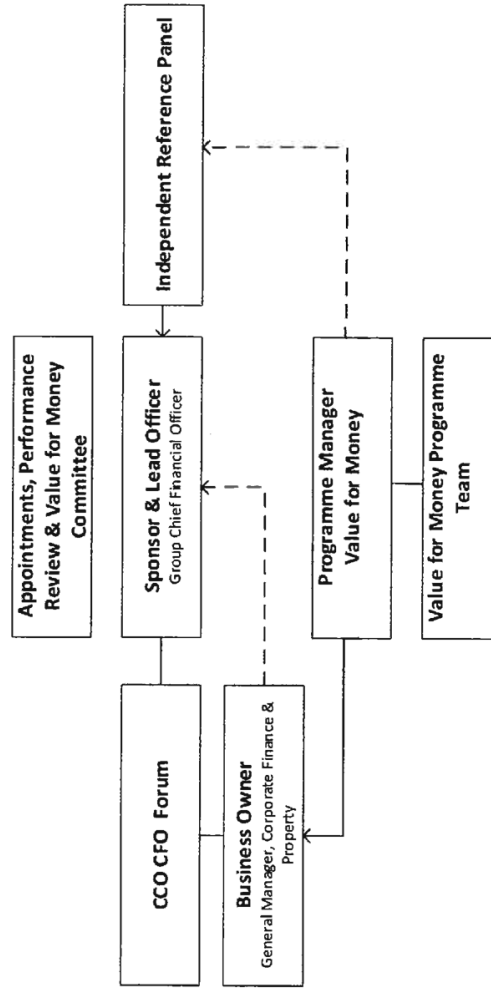 Appointments, Performance
Review & Value for Money
Committee
CCO CFO Forum
Sponsor & Lead Officer
Group Chief Financial Officer
Independent Reference Panel
Business Owner
General Manager, Corporate Finance &
Property
Programme Manager
Value for Money
Value for Money Programme
Team